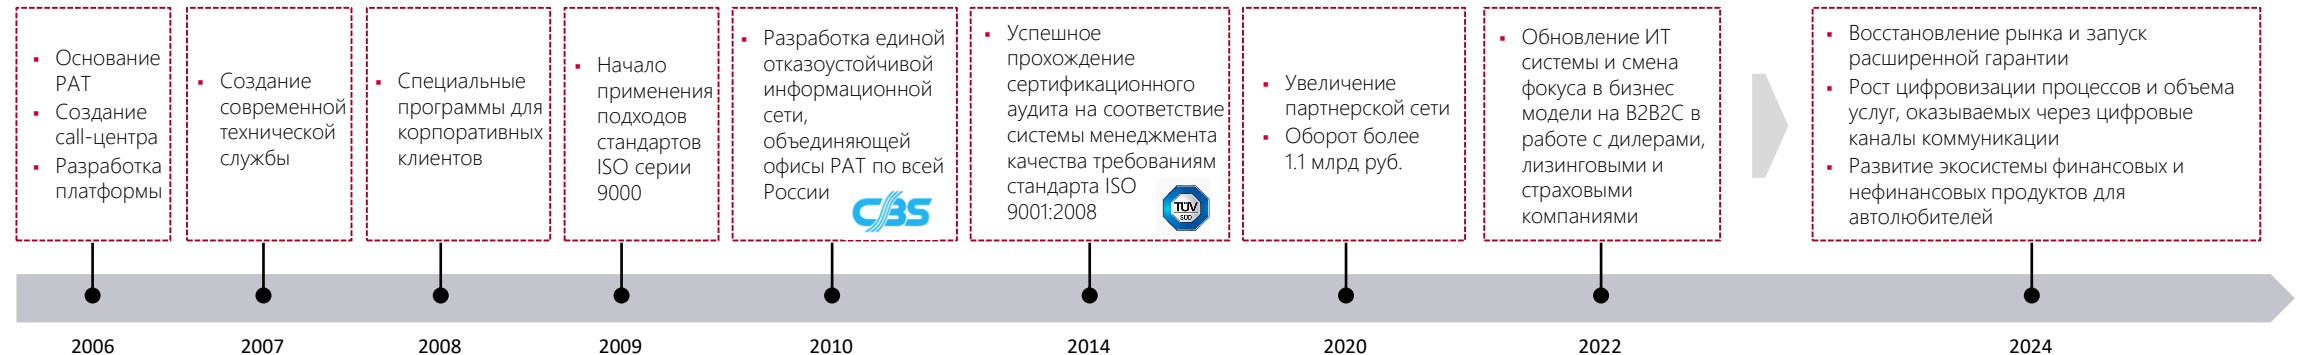 Основание
РАТ
Создание
call-центра
Разработка
платформы
Создание
современной
технической
службы
Специальные
программы для
корпоративных
клиентов
Начало
применения
подходов
стандартов
ISO серии
9000
Разработка единой
отказоустойчивой
информационной
сети,
объединяющей
офисы РАТ по всей
России
CBS
Успешное
прохождение
сертификационного
аудита на соответствие
системы менеджмента
качества требованиям
стандарта ISO
9001:2008
TÜV
SÜD
Увеличение
партнерской сети
Оборот более
1.1 млрд руб.
Обновление ИТ
системы и смена
фокуса в бизнес
модели на B2B2C в
работе с дилерами,
лизинговыми и
страховыми
компаниями
Восстановление рынка и запуск
расширенной гарантии
Рост цифровизации процессов и объема
услуг, оказываемых через цифровые
каналы коммуникации
Развитие экосистемы финансовых и
нефинансовых продуктов для
автолюбителей
2006
2007
2008
2009
2010
2014
2020
2022
2024